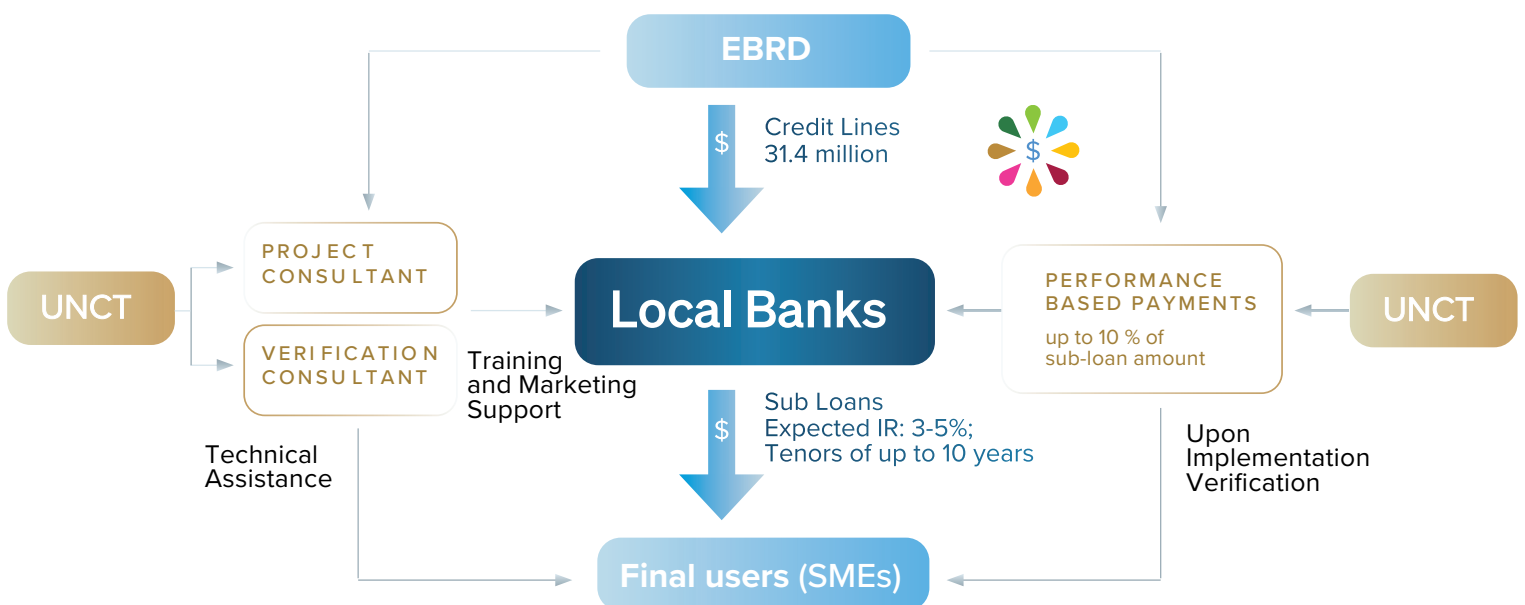 EBRD
$
Credit Lines
31.4 million
$
PROJECT
CONSULTANT
UNCT
VERIFICATION
CONSULTANT
Training
and Marketing
Support
Technical
Assistance
Local Banks
PERFORMANCE
BASED PAYMENTS
up to 10 % of
sub-loan amount
UNCT
$
Sub Loans
Expected IR: 3-5%;
Tenors of up to 10 years
Upon
Implementation
Verification
Final users (SMEs)